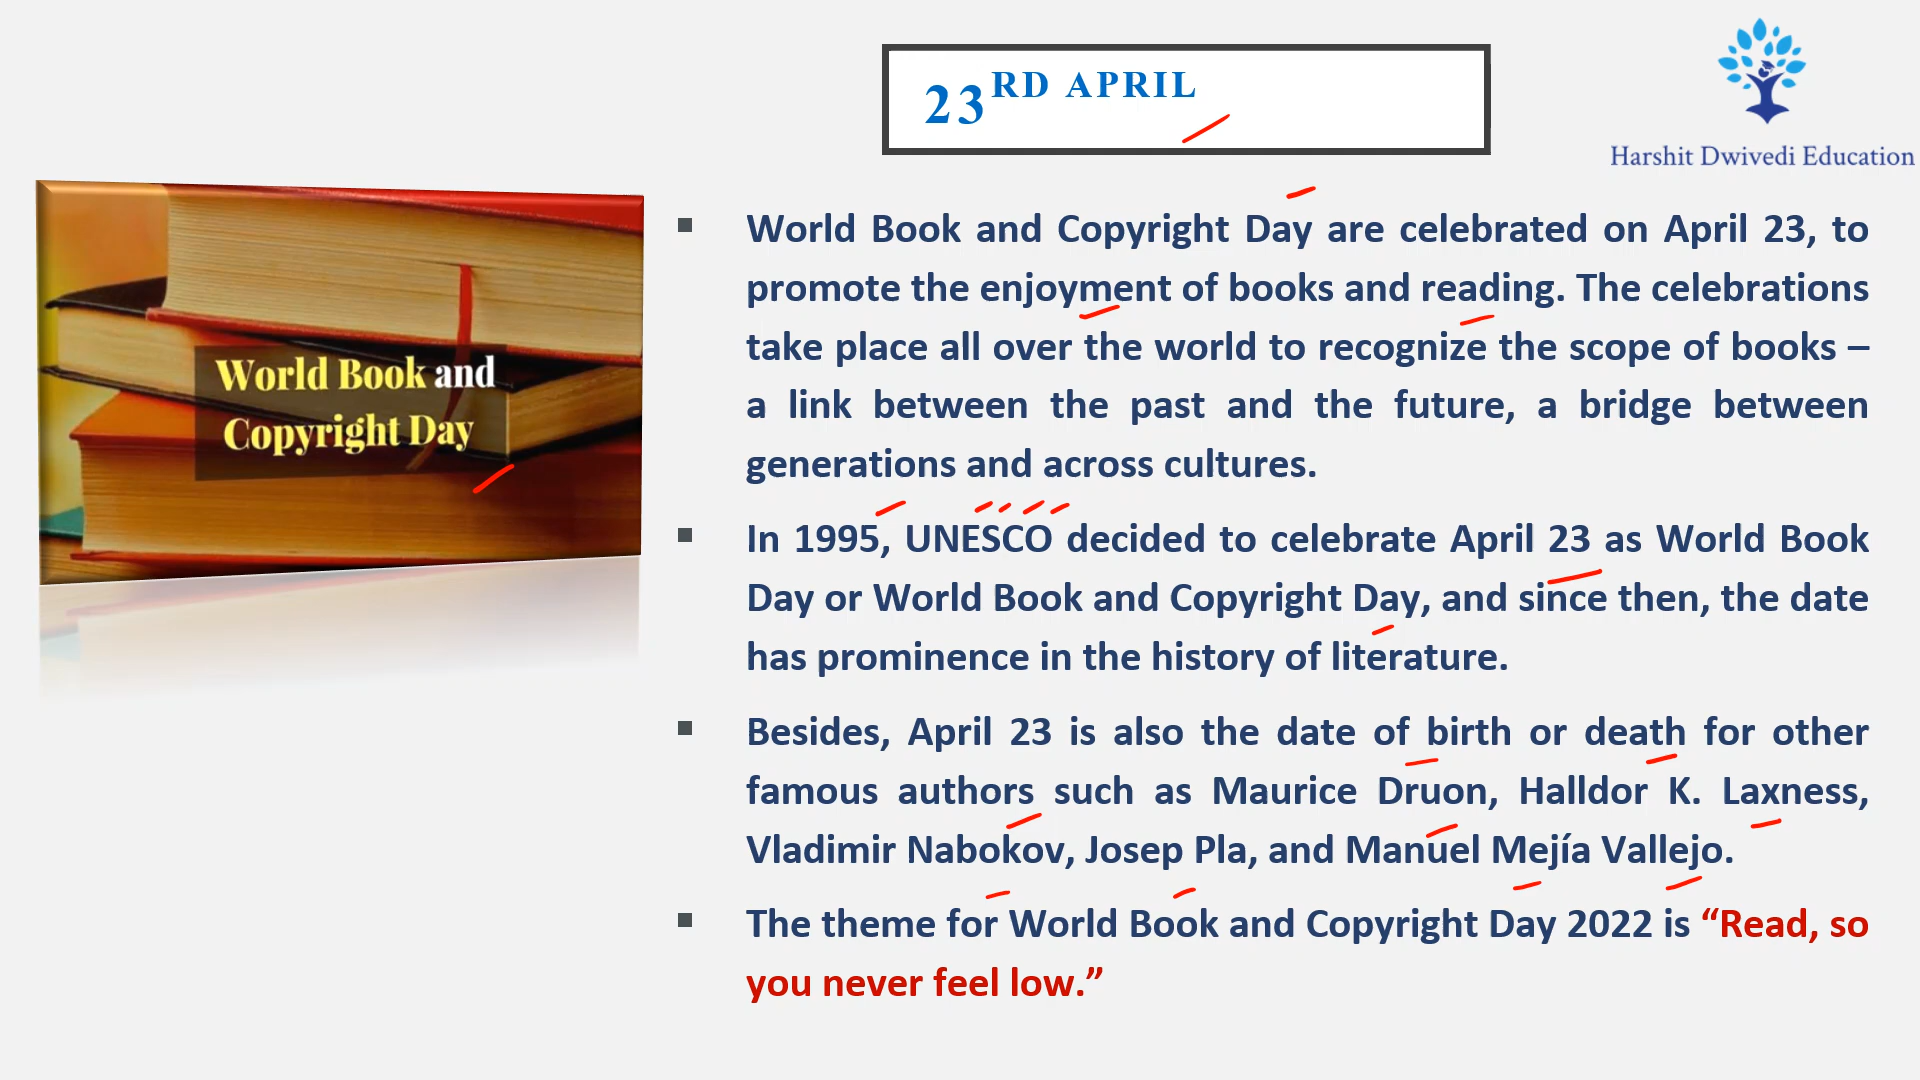 23RD APRIL
Harshit Dwivedi Education
World Book and
Copyright Day
World Book and Copyright Day are celebrated on April 23, to
promote the enjoyment of books and reading. The celebrations
take place all over the world to recognize the scope of books –
a link between the past and the future, a bridge between
generations and across cultures.
In 1995, UNESCO decided to celebrate April 23 as World Book
Day or World Book and Copyright Day, and since then, the date
has prominence in the history of literature.
Besides, April 23 is also the date of birth or death for other
famous authors such as Maurice Druon, Halldor K. Laxness,
Vladimir Nabokov, Josep Pla, and Manuel Mejía Vallejo.
The theme for World Book and Copyright Day 2022 is “Read, so
you never feel low.”